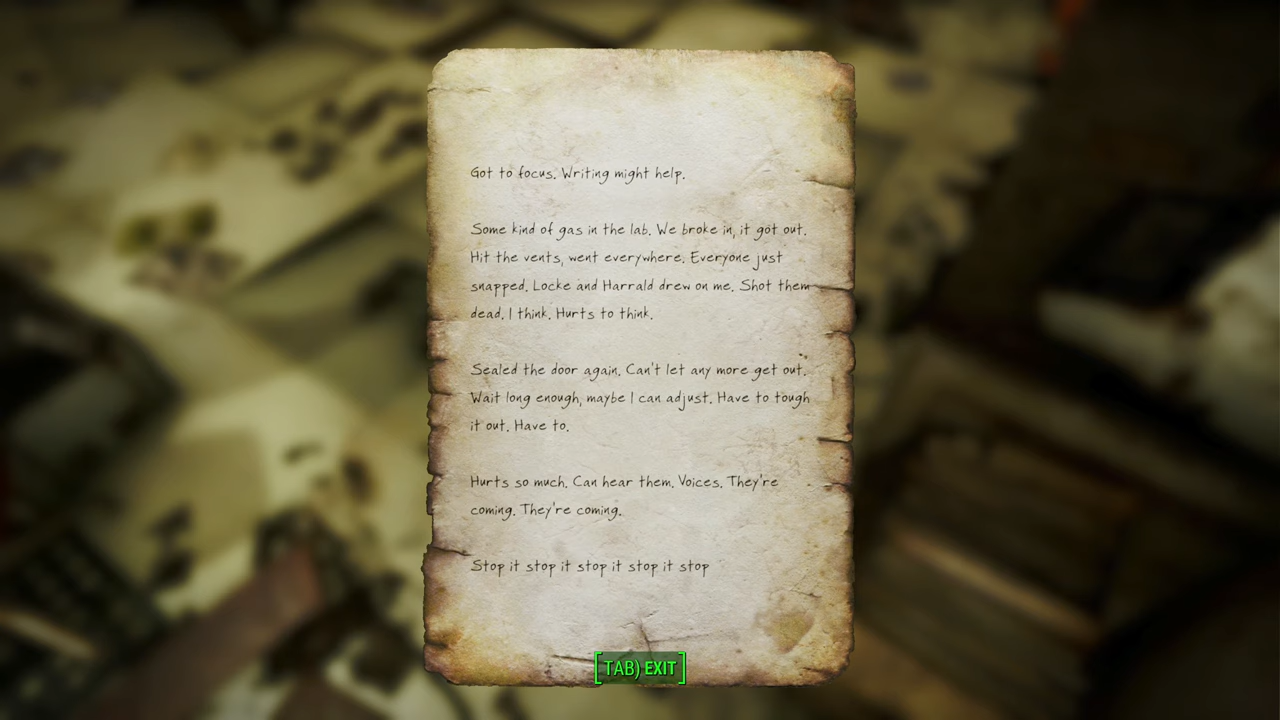 Got to focus. Writing might help.
Some kind of gas in the lab. We broke in, it got out.
Hit the vents, went everywhere. Everyone just
snapped. Locke and Harrald drew on me. Shot them
dead. I think. Hurts to think.
Sealed the door again. Can't let any more get out.
Wait long enough, maybe I can adjust. Have to tough
it out. Have to.
Hurts so much. Can hear them. Voices. They're
coming. They're coming.
Stop it stop it stop it stop it stop
[TAB) EXIT]